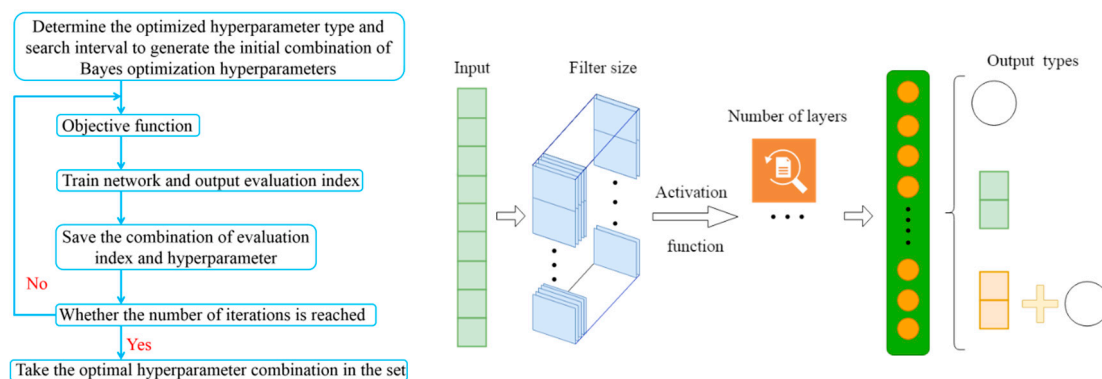 Determine the optimized hyperparameter type and
search interval to generate the initial combination of
Bayes optimization hyperparameters
Objective function
Train network and output evaluation index
Save the combination of evaluation
index and hyperparameter
No
Whether the number of iterations is reached
Yes
Take the optimal hyperparameter combination in the set
Input
Filter size
Activation
function
Number of layers
Output types